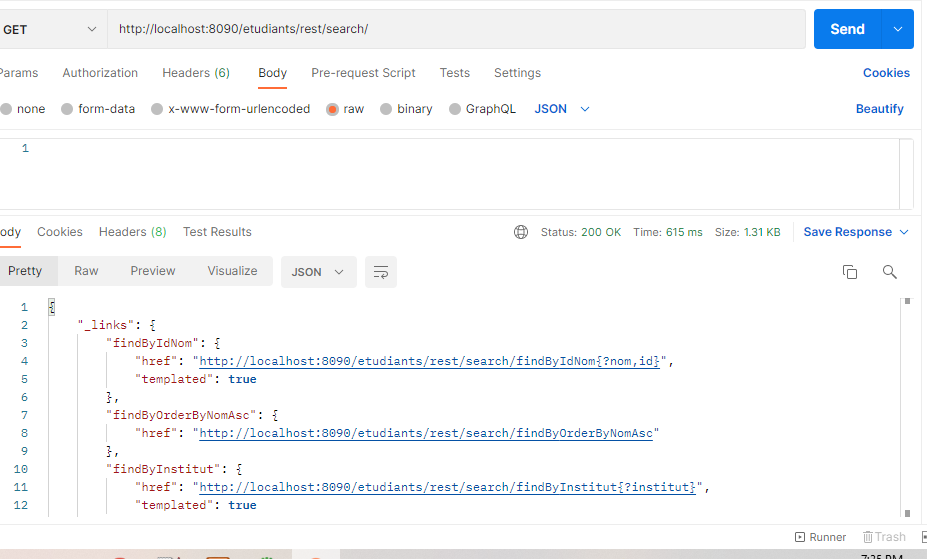 GET http://localhost:8090/etudiants/rest/search/ Send
Params Authorization Headers (6) Body Pre-request Script Tests Settings Cookies
none form-data x-www-form-urlencoded raw binary GraphQL JSON Beautify
1
ody Cookies Headers (8) Test Results Status: 200 OK Time: 615 ms Size: 1.31 KB Save Response
Pretty Raw Preview Visualize JSON
1 {
2 "_links": {
3 "findByIdNom": {
4 "href": "http://localhost:8090/etudiants/rest/search/findByIdNom{?nom,id}",
5 "templated": true
6 },
7 "findByOrderByNomAsc": {
8 "href": "http://localhost:8090/etudiants/rest/search/findByOrderByNomAsc"
9 },
10 "findByInstitut": {
11 "href": "http://localhost:8090/etudiants/rest/search/findByInstitut{?institut}",
12 "templated": true
Runner Trash
7:25 PM